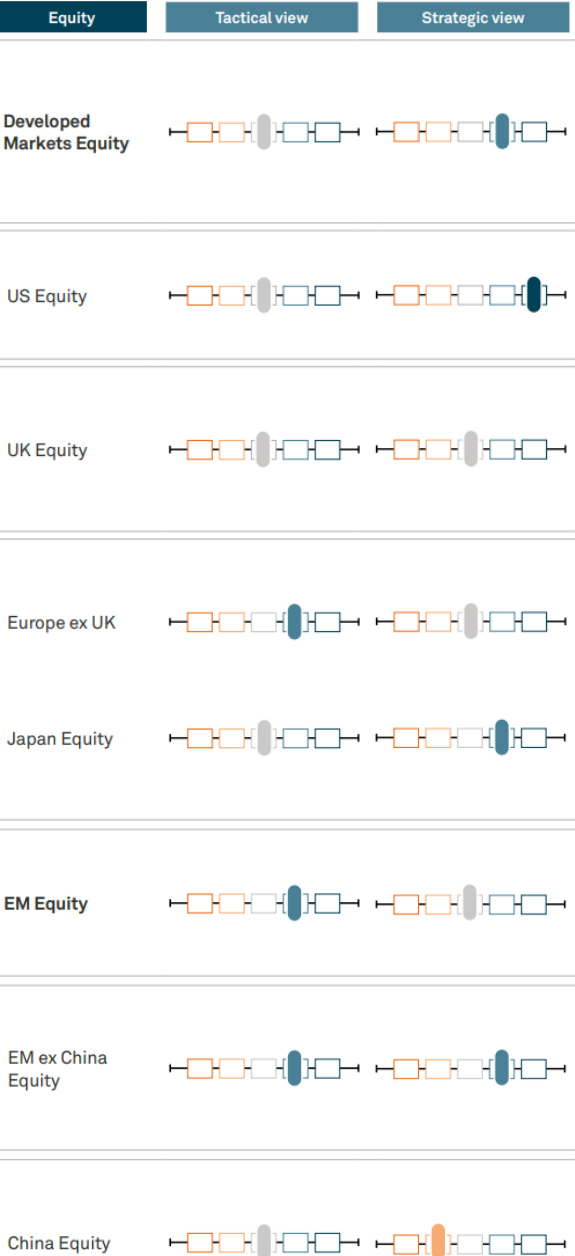 Equity
Tactical view
Strategic view
Developed
Markets Equity
US Equity
UK Equity
Europe ex UK
Japan Equity
EM Equity
EM ex China
Equity
China Equity